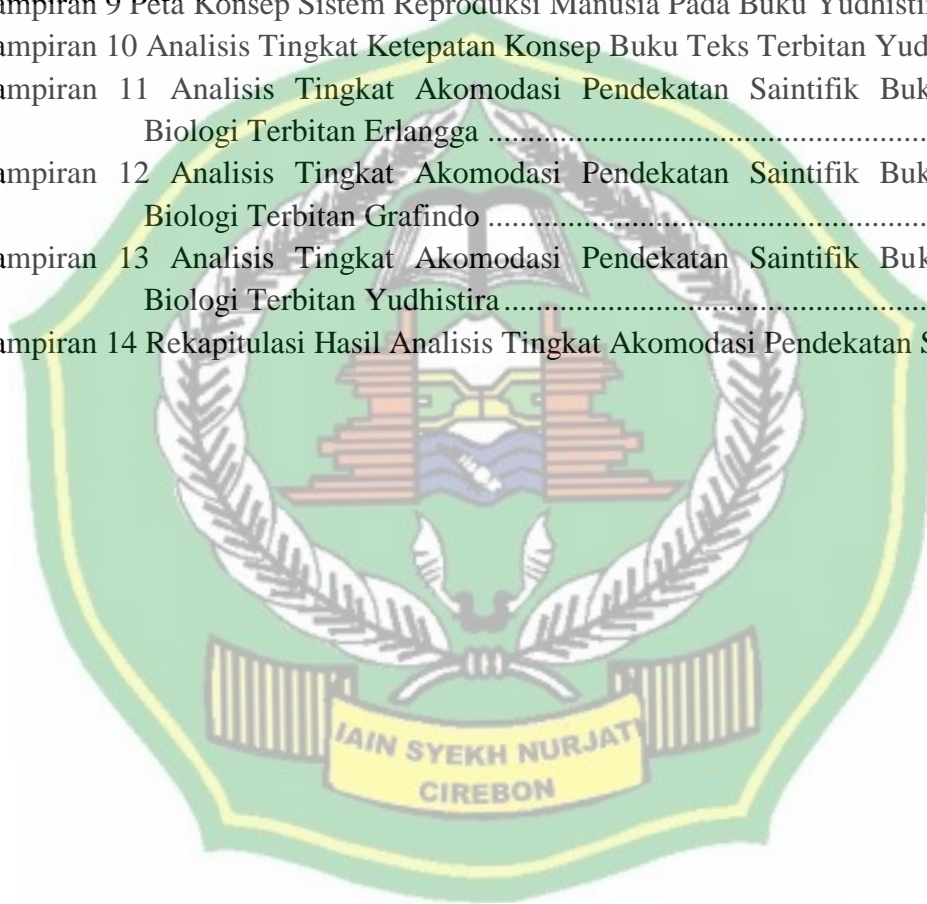 ampiran 9 Peta Konsep Sistem Reproduksi Manusia Pada Buku Yudhistir
ampiran 10 Analisis Tingkat Ketepatan Konsep Buku Teks Terbitan Yud
ampiran 11 Analisis Tingkat Akomodasi Pendekatan Saintifik Buk
Biologi Terbitan Erlangga ....................................................
ampiran 12 Analisis Tingkat Akomodasi Pendekatan Saintifik Buk
Biologi Terbitan Grafindo ....................................................
ampiran 13 Analisis Tingkat Akomodasi Pendekatan Saintifik Buk
Biologi Terbitan Yudhistira ..................................................
ampiran 14 Rekapitulasi Hasil Analisis Tingkat Akomodasi Pendekatan S
IAIN SYEKH NURJATI
CIREBON